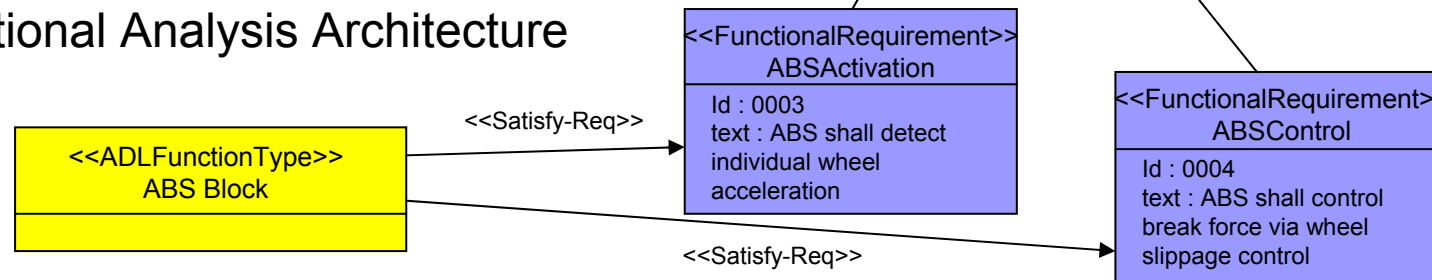 tional Analysis Architecture
<<FunctionalRequirement>>
ABSActivation
Id : 0003
text : ABS shall detect
individual wheel
acceleration
<<Satisfy-Req>>
<<ADLFunctionType>>
ABS Block
<<FunctionalRequirement>
ABSControl
Id : 0004
text : ABS shall control
break force via wheel
slippage control
<<Satisfy-Req>>